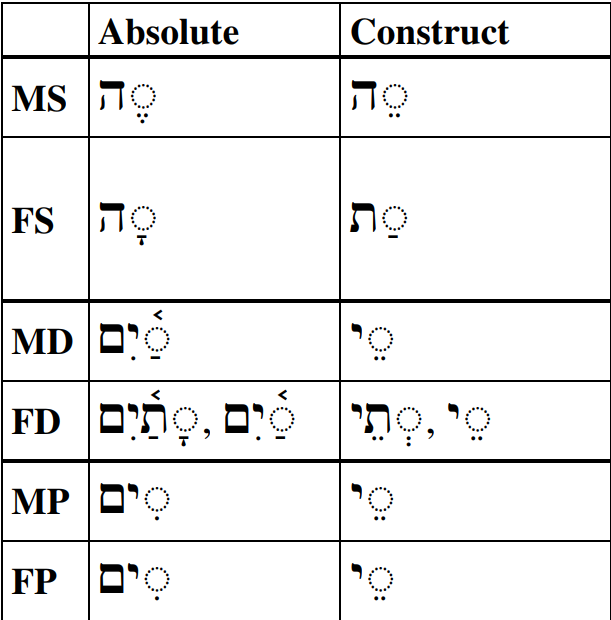 Absolute Construct
MS ◌ֶה ◌ֵה
FS ◌ָה ◌ַת
MD ◌ַ֫יִם ◌ֵי
FD ◌ַ֫יִם, ◌ָתַ֫יִם ◌ֵי, ◌ְתֵי
MP ◌ִים ◌ֵי
FP ◌ִים ◌ֵי